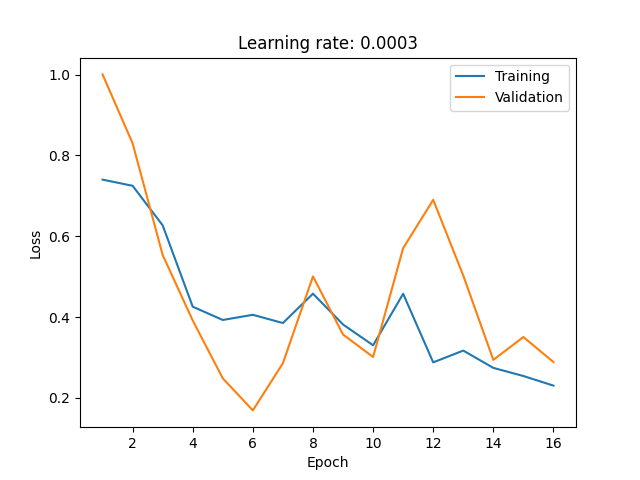 Learning rate: 0.0003
Training
Validation
1.0
0.8
0.6
0.4
0.2
Loss
2 4 6 8 10 12 14 16
Epoch